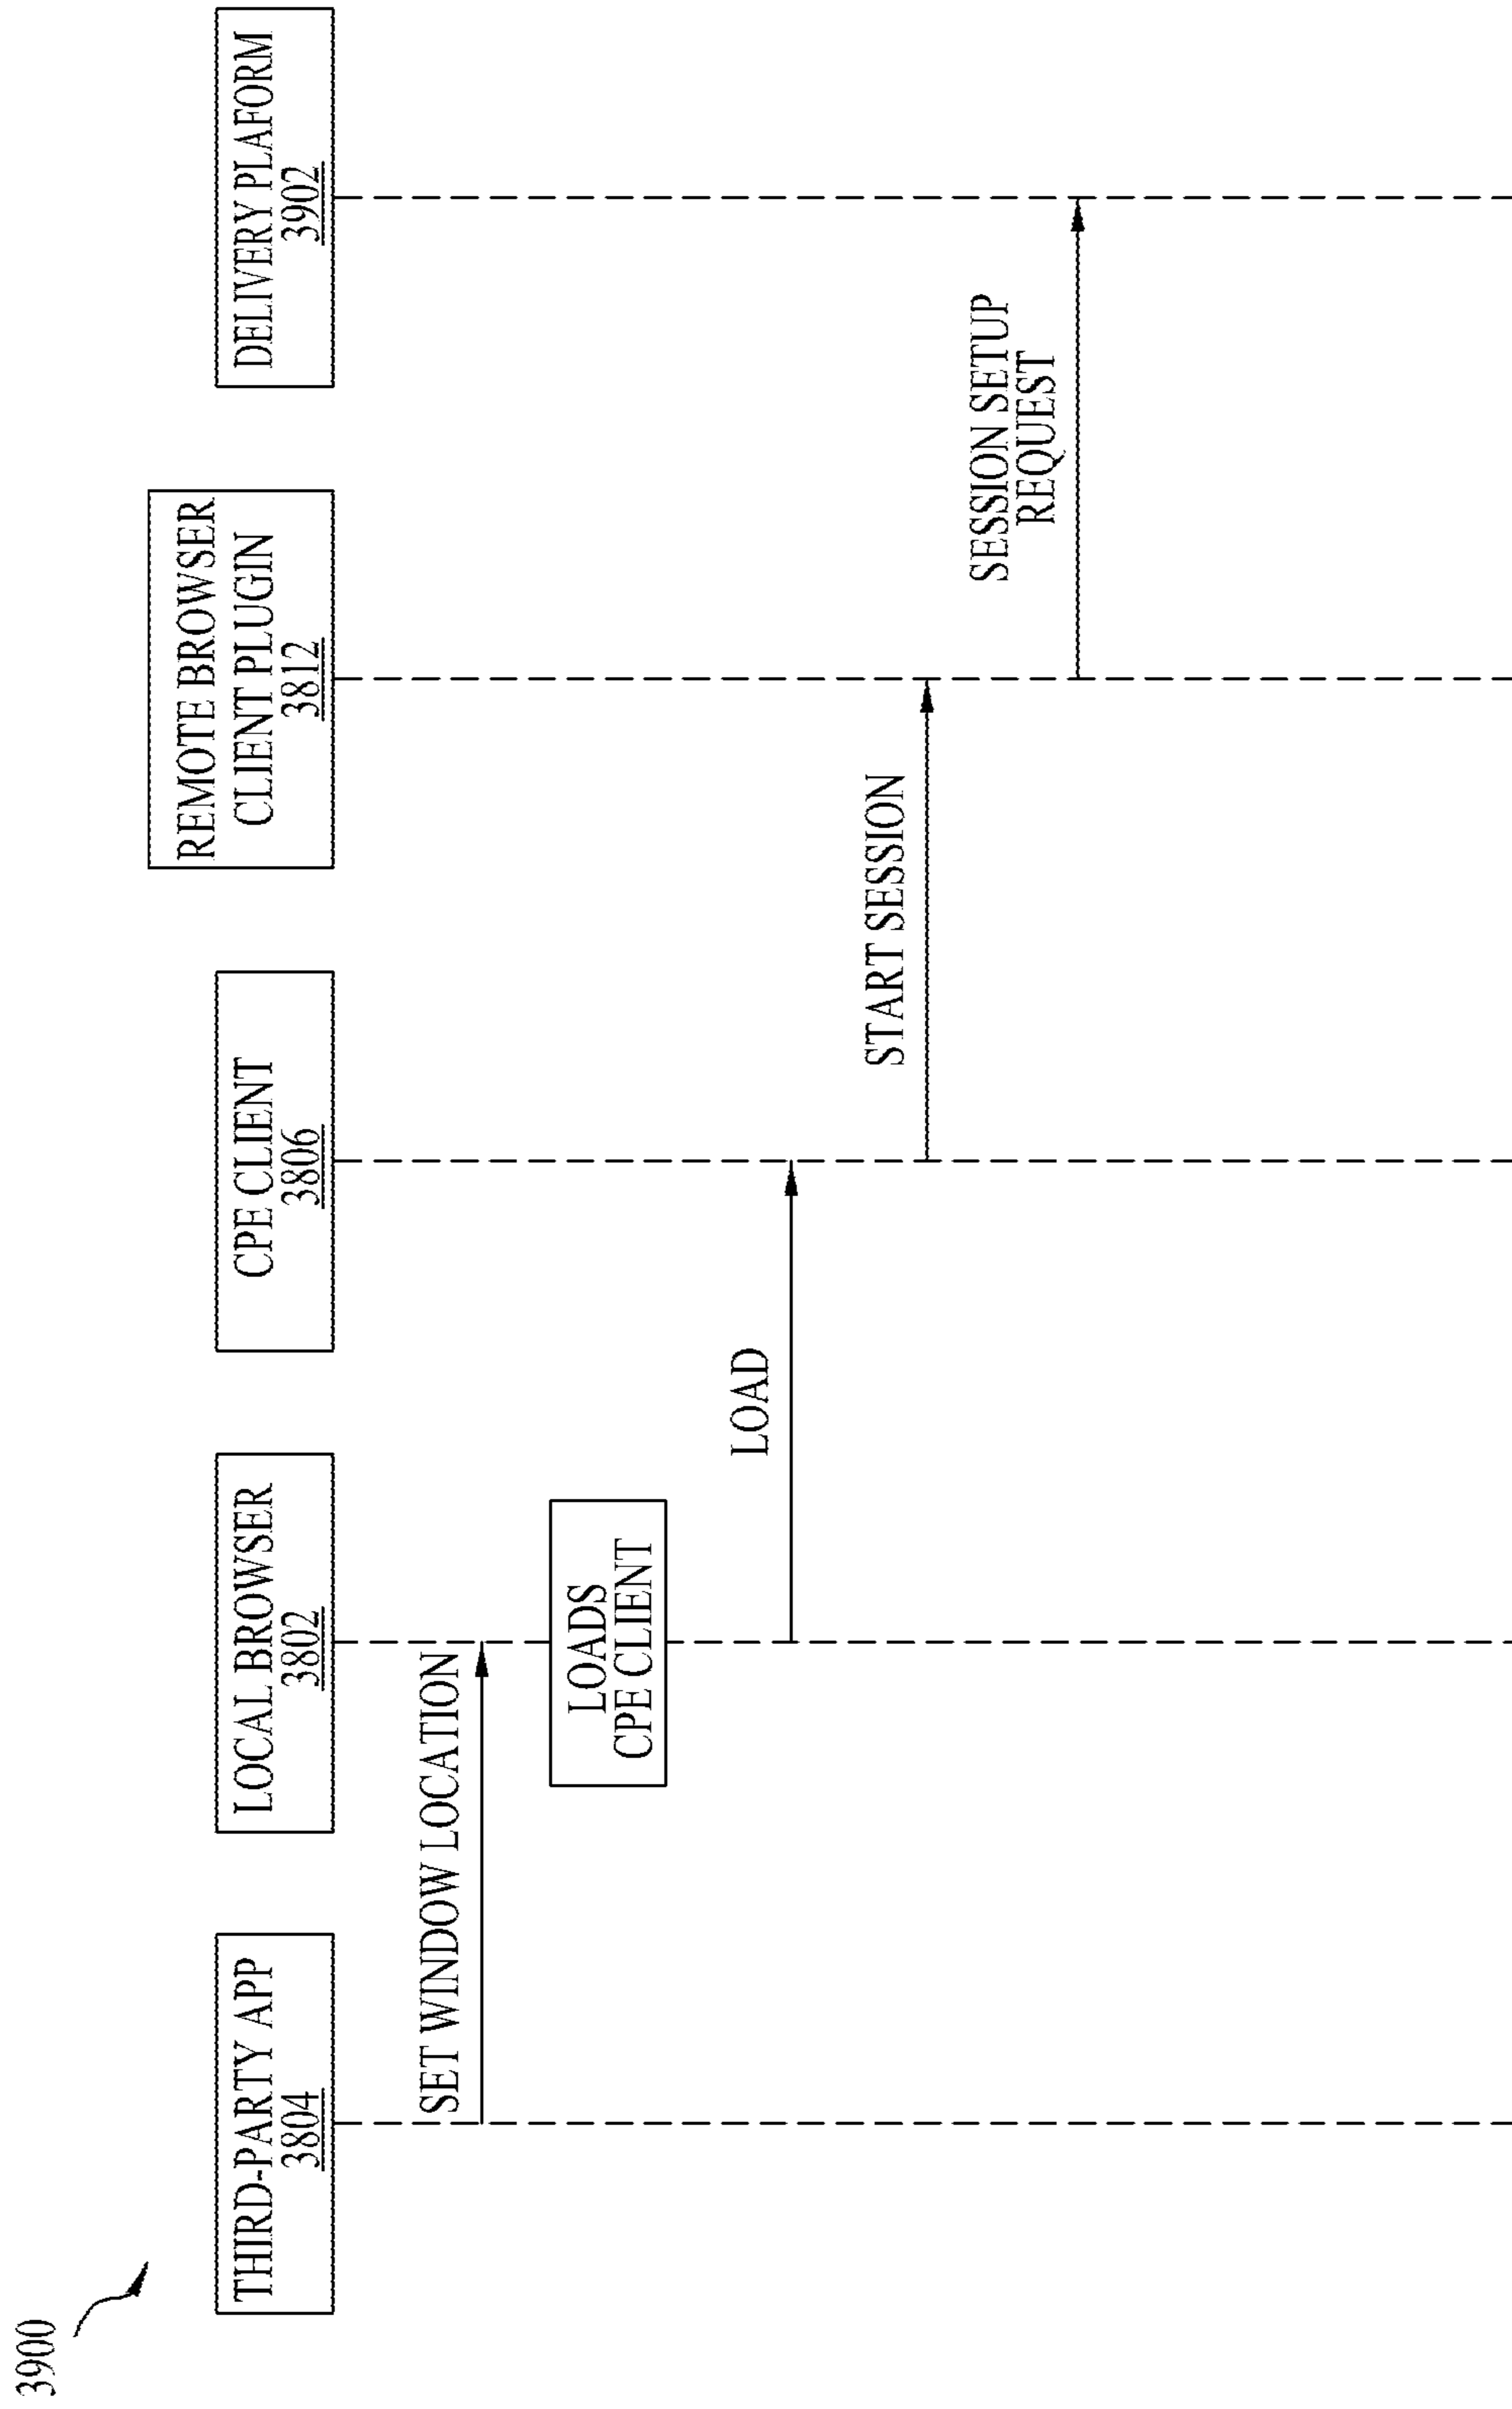 3900
THIRD-PARTY APP
3804
LOCAL BROWSER
3802
CPE CLIENT
3806
REMOTE BROWSER
CLIENT PLUGIN
3812
DELIVERY PLAFORM
3902
SET WINDOW LOCATION
LOADS
CPE CLIENT
LOAD
START SESSION
SESSION SETUP
REQUEST